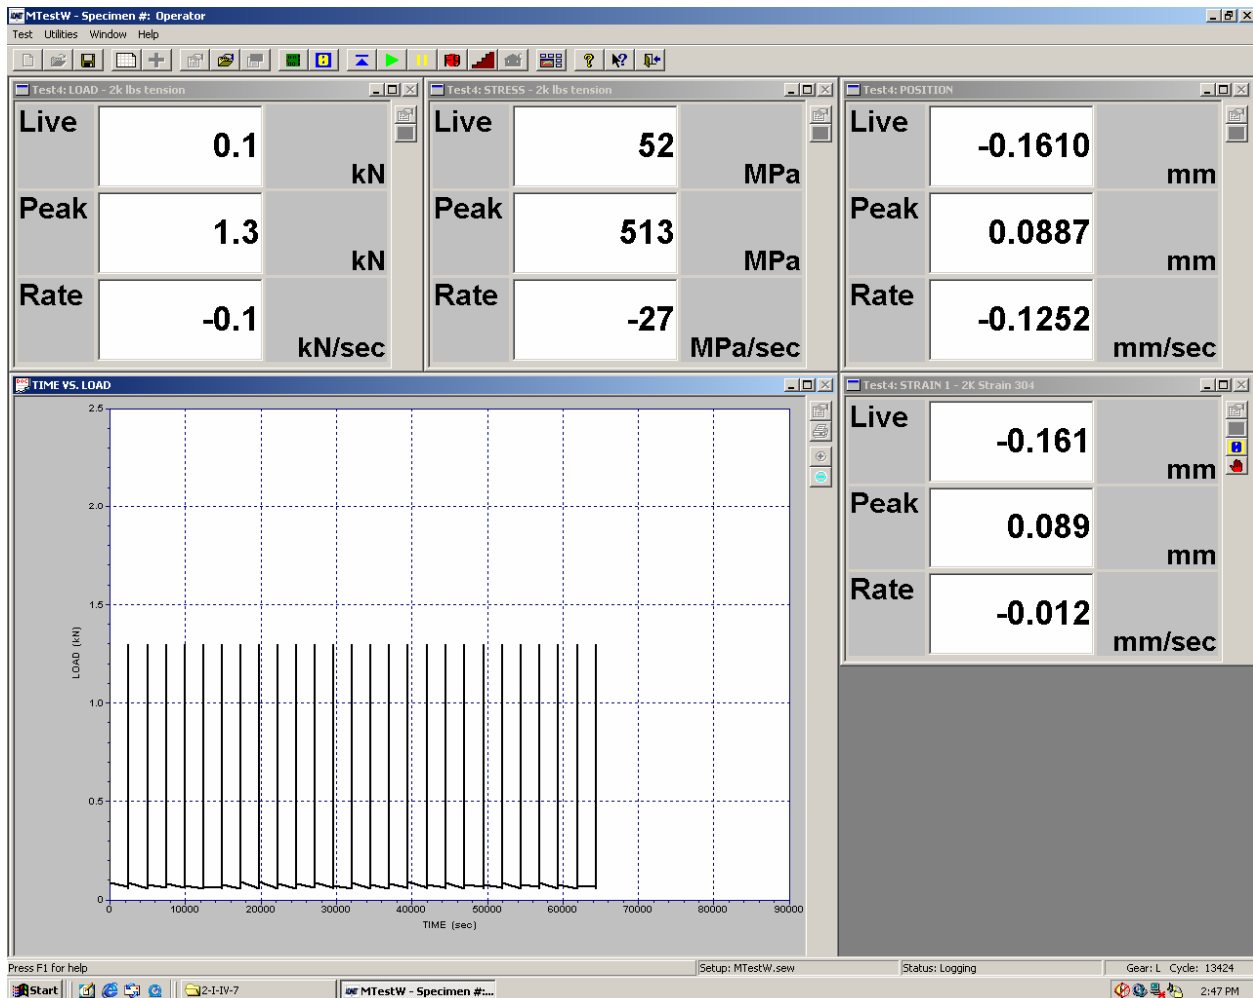 MTestW - Specimen #: Operator
Test Utilities Window Help
Test4: LOAD - 2k lbs tension
Live 0.1 kN
Peak 1.3 kN
Rate -0.1 kN/sec
Test4: STRESS - 2k lbs tension
Live 52 MPa
Peak 513 MPa
Rate -27 MPa/sec
Test4: POSITION
Live -0.1610 mm
Peak 0.0887 mm
Rate -0.1252 mm/sec
TIME VS. LOAD
2.5
2.0
1.5
1.0
0.5
0
LOAD (kN)
0 10000 20000 30000 40000 50000 60000 70000 80000 90000
TIME (sec)
Test4: STRAIN 1 - 2K Strain 304
Live -0.161 mm
Peak 0.089 mm
Rate -0.012 mm/sec
Press F1 for help
Setup: MTestW.sew
Status: Logging
Gear: L Cycle: 13424
Start
2-I-IV-7
MTestW - Specimen #:...
2:47 PM